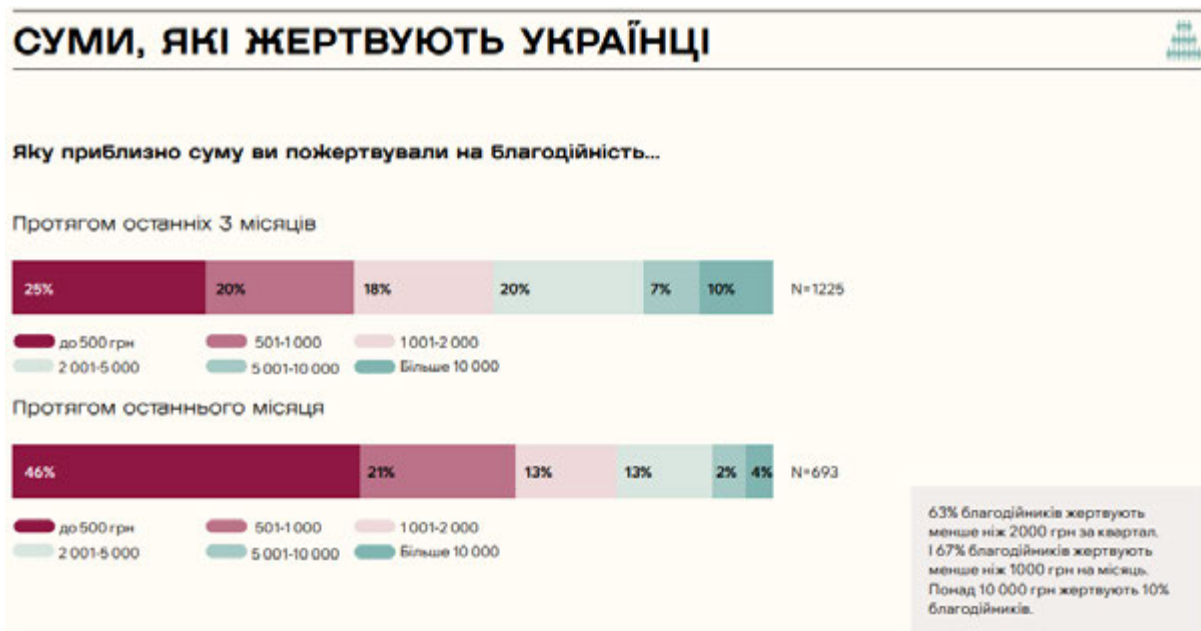 СУМИ, ЯКІ ЖЕРТВУЮТЬ УКРАЇНЦІ
Яку приблизно суму ви пожертвували на благодійність...
Протягом останніх 3 місяців
25% 20% 18% 20% 7% 10% N=1225
до 500 грн 501-1 000 1 001-2 000
2 001-5 000 5 001-10 000 Більше 10 000
Протягом останнього місяця
46% 21% 13% 13% 2% 4% N=693
до 500 грн 501-1 000 1 001-2 000
2 001-5 000 5 001-10 000 Більше 10 000
63% благодійників жертвують
менше ніж 2000 грн за квартал.
І 67% благодійників жертвують
менше ніж 1000 грн на місяць.
Понад 10 000 грн жертвують 10%
благодійників.